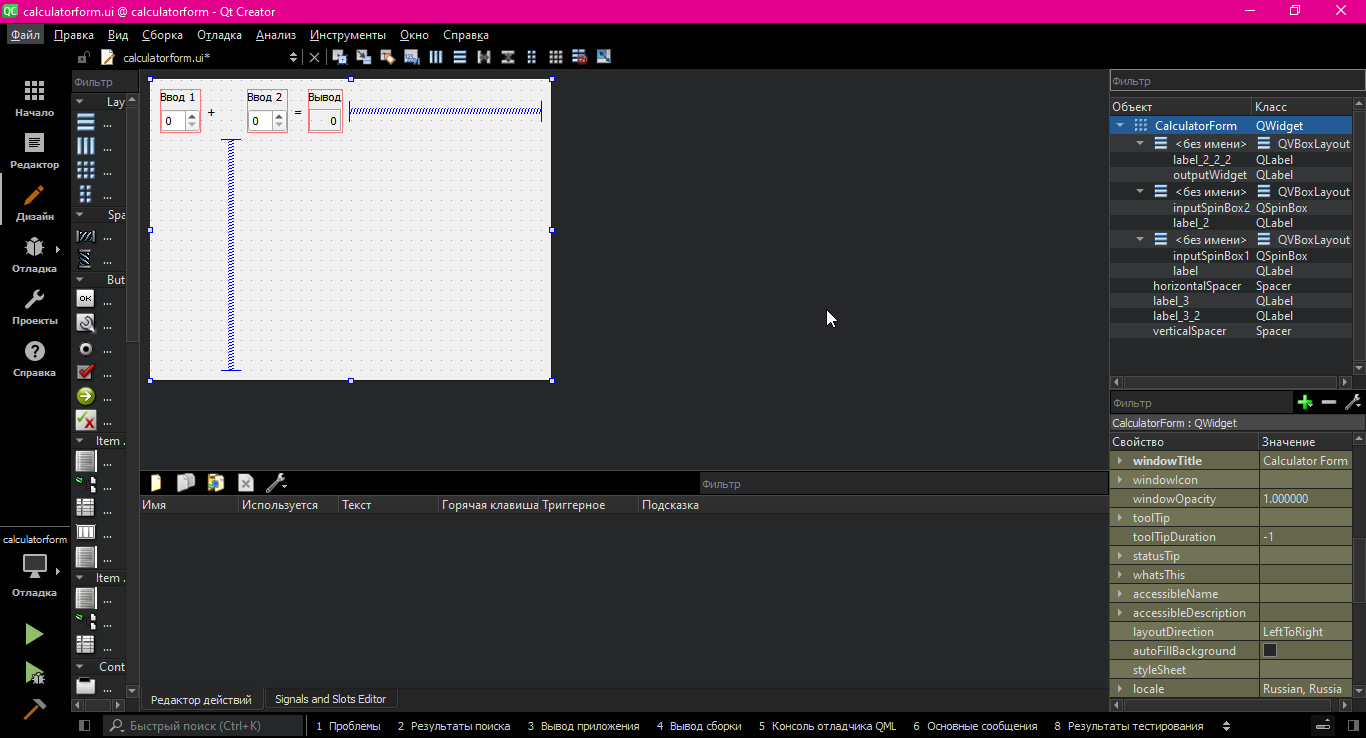 QC calculatorform.ui @ calculatorform - Qt Creator
Файл Правка Вид Сборка Отладка Анализ Инструменты Окно Справка
calculatorform.ui*
Начало
Редактор
Дизайн
Отладка
Проекты
Справка
calculatorform
Отладка
Фильтр
Lay
...
...
...
...
Spa
...
...
But
OK ...
...
...
...
...
...
Item .
...
...
...
...
...
Item .
...
...
...
Cont
...
Ввод 1 Ввод 2 Вывод
0 + 0 = 0
Фильтр
Имя Используется Текст Горячая клавиша Триггерное Подсказка
Редактор действий Signals and Slots Editor
Фильтр
Объект Класс
CalculatorForm QWidget
<без имени> QVBoxLayout
label_2_2_2 QLabel
outputWidget QLabel
<без имени> QVBoxLayout
inputSpinBox2 QSpinBox
label_2 QLabel
<без имени> QVBoxLayout
inputSpinBox1 QSpinBox
label QLabel
horizontalSpacer Spacer
label_3 QLabel
label_3_2 QLabel
verticalSpacer Spacer
Фильтр
CalculatorForm : QWidget
Свойство Значение
windowTitle Calculator Form
windowIcon
windowOpacity 1.000000
toolTip
toolTipDuration -1
statusTip
whatsThis
accessibleName
accessibleDescription
layoutDirection LeftToRight
autoFillBackground
styleSheet
locale Russian, Russia
Быстрый поиск (Ctrl+K) 1 Проблемы 2 Результаты поиска 3 Вывод приложения 4 Вывод сборки 5 Консоль отладчика QML 6 Основные сообщения 8 Результаты тестирования